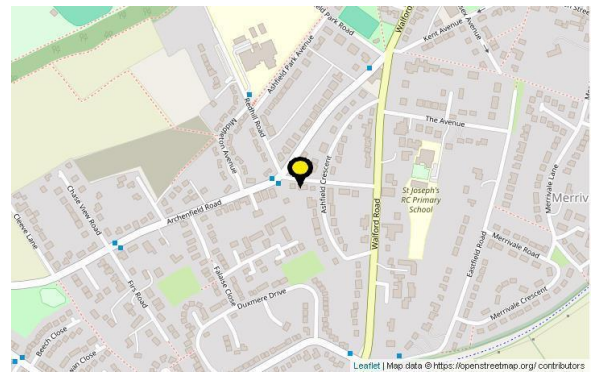 Ashfield Park Road
Walford
Kent Avenue
Ashfield Park Avenue
Redhill Road
Middleton Avenue
The Avenue
Ashfield Crescent
St Joseph's
RC Primary
School
Merrivale Lane
Merriv
Chase View Road
Archenfield Road
Cleeve Lane
Walford Road
Eastfield Road
Merrivale Road
Firs Road
Falaise Close
Duxmere Drive
Merrivale Crescent
Beech Close
Leaflet | Map data © https://openstreetmap.org/ contributors